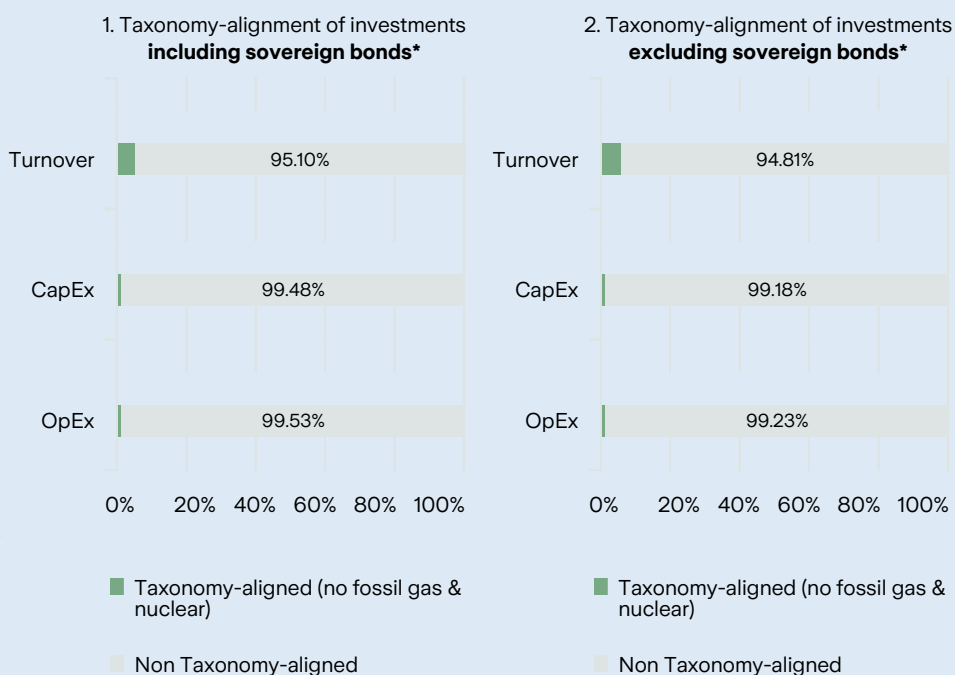 1. Taxonomy-alignment of investments
including sovereign bonds*
Turnover
95.10%
CapEx
99.48%
OpEx
99.53%
0% 20% 40% 60% 80% 100%
Taxonomy-aligned (no fossil gas &
nuclear)
Non Taxonomy-aligned
2. Taxonomy-alignment of investments
excluding sovereign bonds*
Turnover
94.81%
CapEx
99.18%
OpEx
99.23%
0% 20% 40% 60% 80% 100%
Taxonomy-aligned (no fossil gas &
nuclear)
Non Taxonomy-aligned